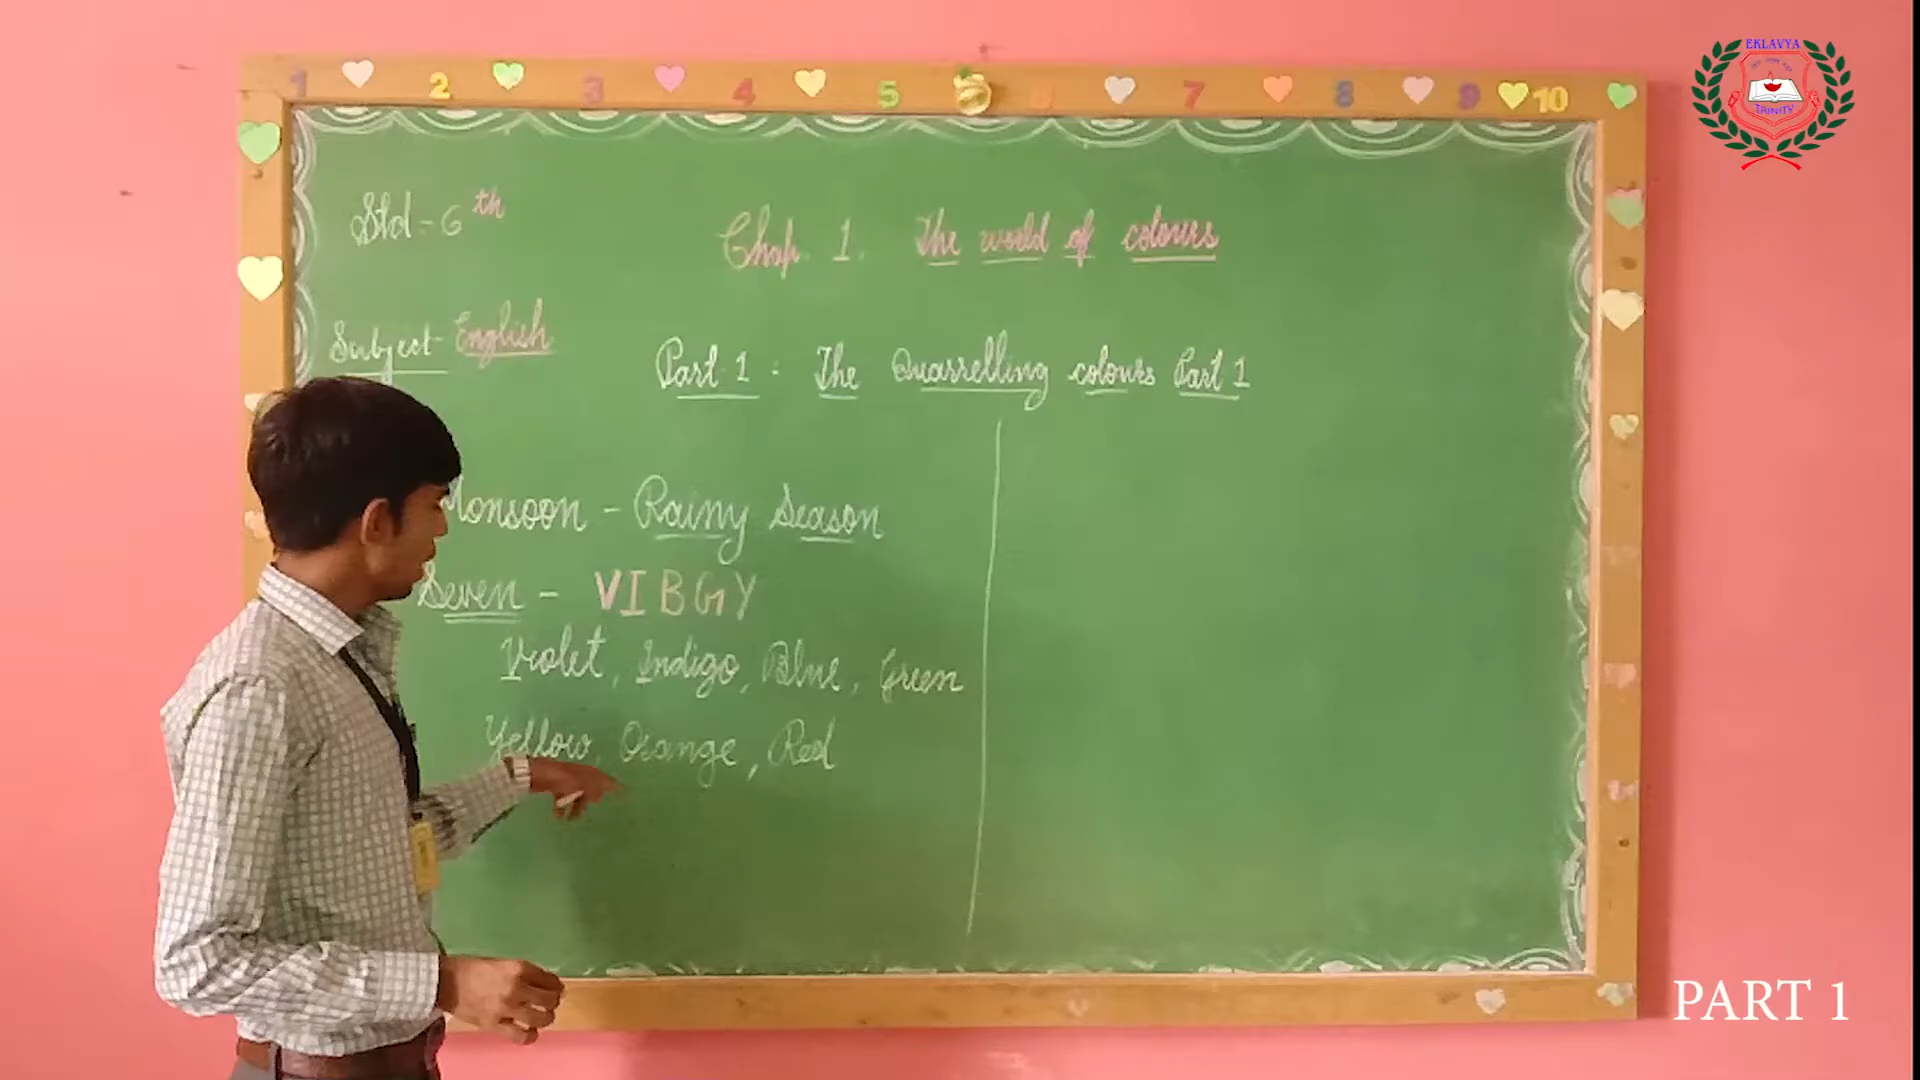 1 2 3 4 5 7 8 9 10
EKLAVYA
TRINITY
Std - 6th
Chap. 1. The world of colours
Subject - English
Part 1 : The Quarrelling colours Part 1
Monsoon - Rainy Season
Seven - VIBGY
Violet, Indigo, Blue, Green
Yellow, Orange, Red
PART 1